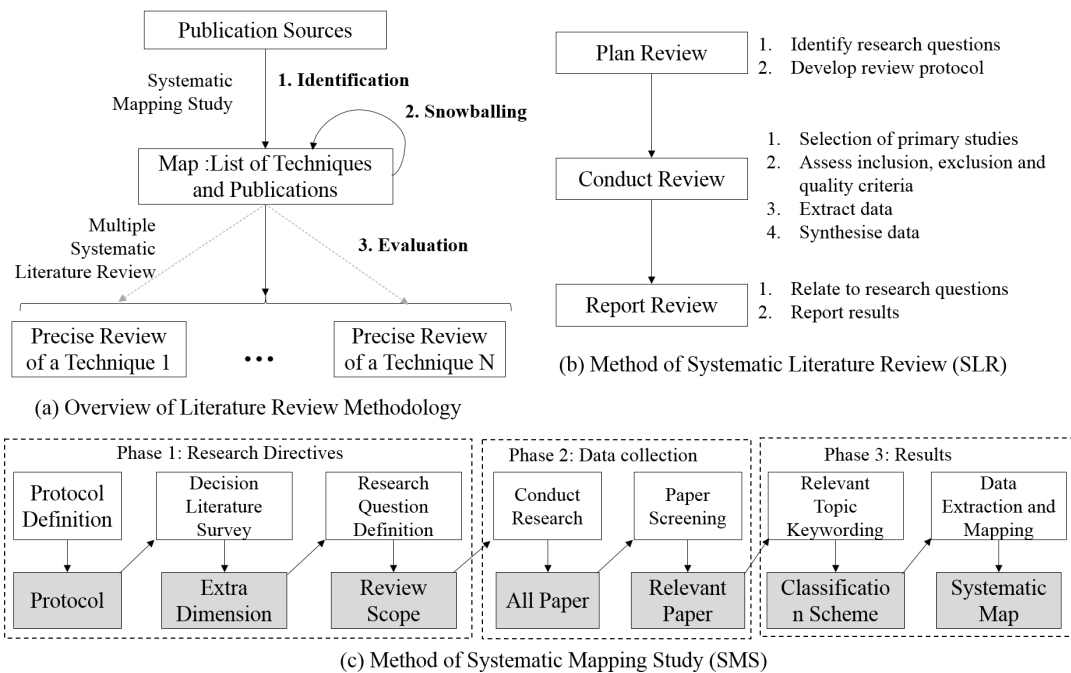 Publication Sources
Systematic
Mapping Study
1. Identification
2. Snowballing
Map :List of Techniques
and Publications
Multiple
Systematic
Literature Review
3. Evaluation
Precise Review
of a Technique 1
...
Precise Review
of a Technique N
(a) Overview of Literature Review Methodology
Plan Review
1. Identify research questions
2. Develop review protocol
Conduct Review
1. Selection of primary studies
2. Assess inclusion, exclusion and
quality criteria
3. Extract data
4. Synthesise data
Report Review
1. Relate to research questions
2. Report results
(b) Method of Systematic Literature Review (SLR)
Phase 1: Research Directives
Protocol
Definition
Decision
Literature
Survey
Research
Question
Definition
Protocol
Extra
Dimension
Review
Scope
Phase 2: Data collection
Conduct
Research
Paper
Screening
All Paper
Relevant
Paper
Phase 3: Results
Relevant
Topic
Keywording
Data
Extraction and
Mapping
Classificatio
n Scheme
Systematic
Map
(c) Method of Systematic Mapping Study (SMS)